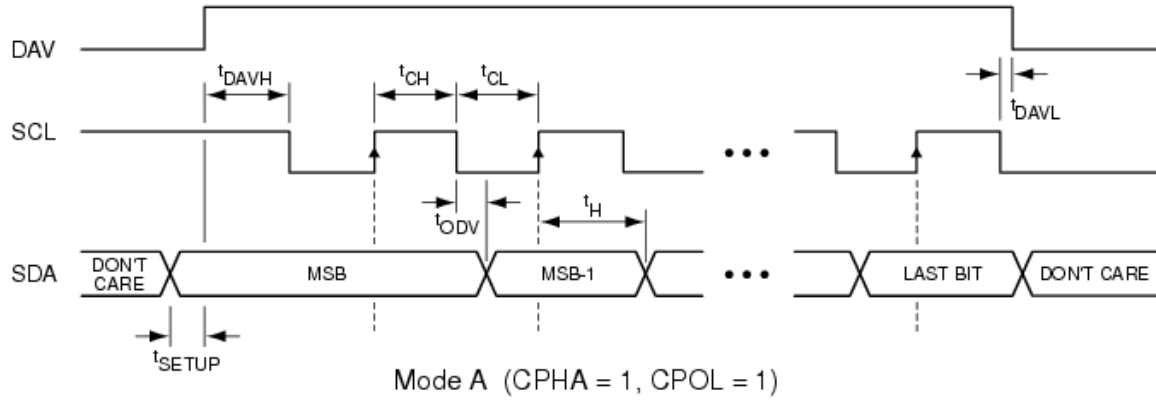 DAV
tDAVH
tCH
tCL
tDAVL
SCL
•••
tODV
tH
SDA
DON'T
CARE
MSB
MSB-1
•••
LAST BIT
DON'T CARE
tSETUP
Mode A (CPHA = 1, CPOL = 1)